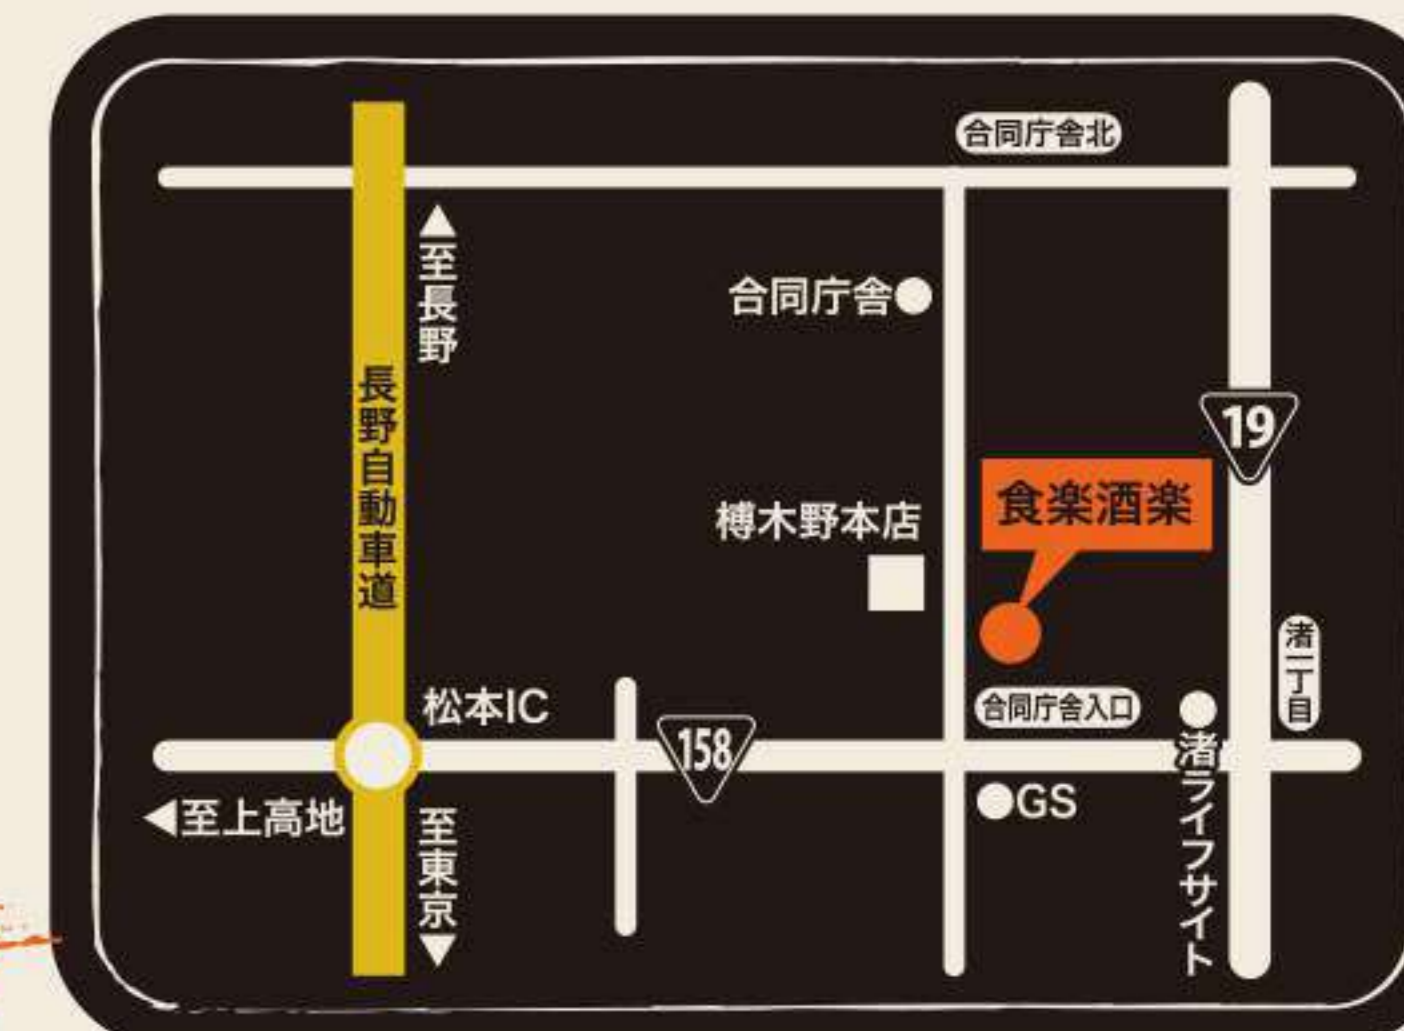 合同庁舎北
至長野
合同庁舎
長野自動車道
19
食楽酒楽
榑木野本店
渚一丁目
松本IC
158
合同庁舎入口
渚ライフサイト
至上高地
至東京
GS